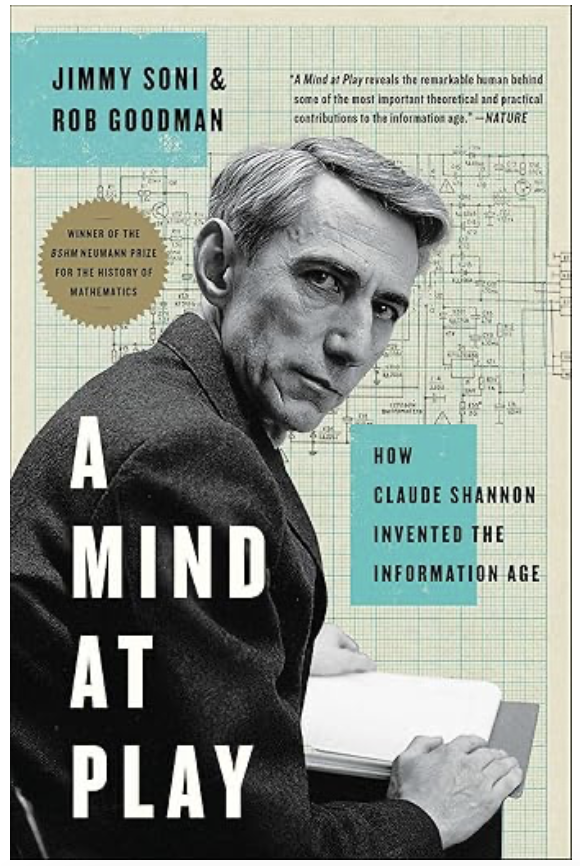 JIMMY SONI &
ROB GOODMAN
"A Mind at Play reveals the remarkable human behind
some of the most important theoretical and practical
contributions to the information age." —NATURE
WINNER OF THE
BSHM NEUMANN PRIZE
FOR THE HISTORY OF
MATHEMATICS
HOW
CLAUDE SHANNON
INVENTED THE
INFORMATION AGE
A
MIND
AT
PLAY